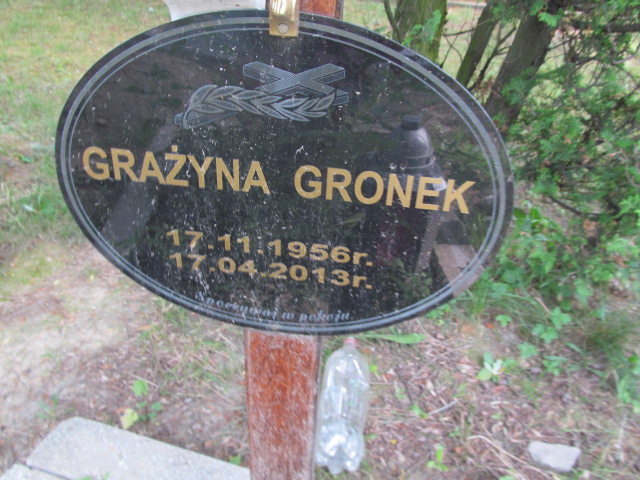 GRAŻYNA GRONEK
17.11.1956r.
17.04.2013r.
Spoczywaj w pokoju